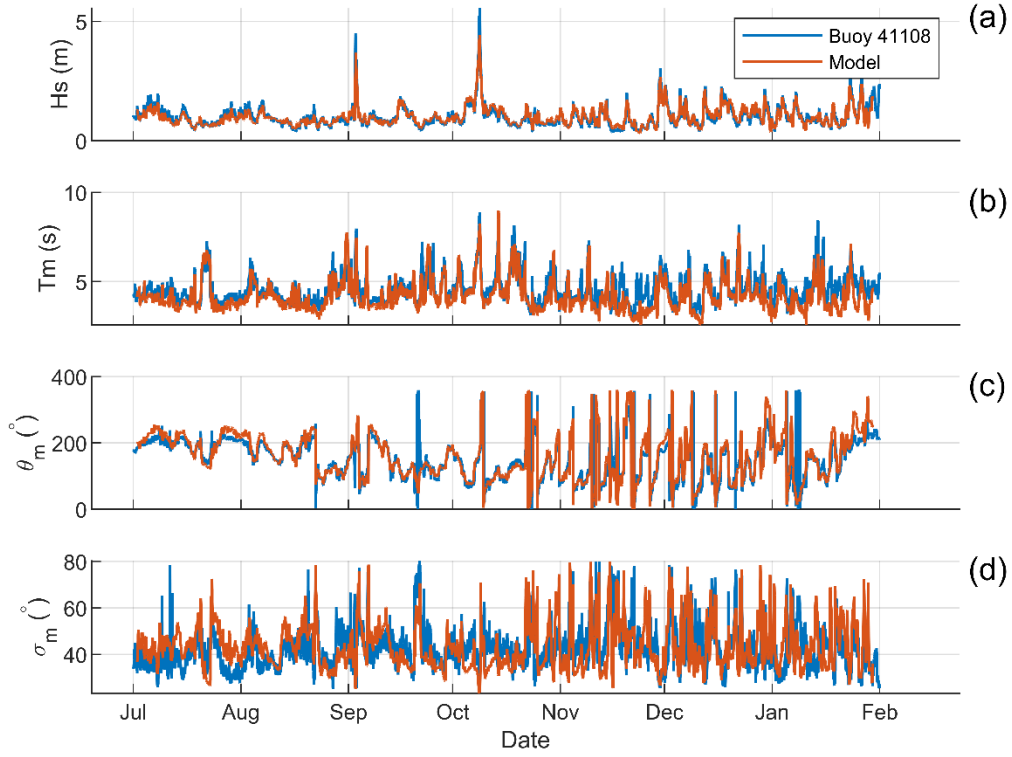 (a)
Buoy 41108
Model
Hs (m)
5
0
(b)
Tm (s)
10
5
(c)
θm (°)
400
200
0
(d)
σm (°)
80
60
40
Jul Aug Sep Oct Nov Dec Jan Feb
Date